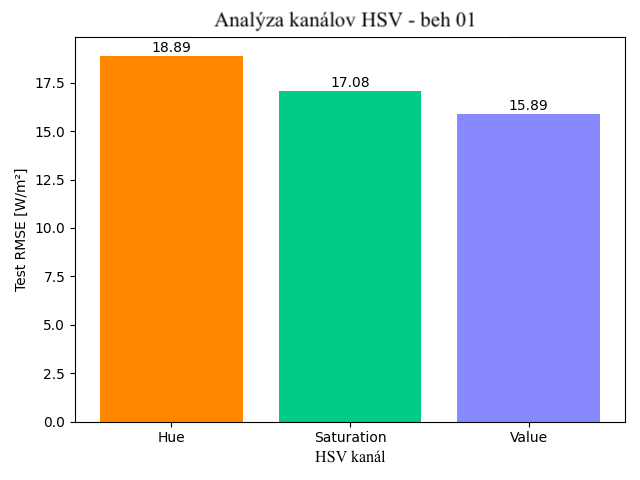 Analýza kanálov HSV - beh 01
18.89
17.08
15.89
17.5
15.0
12.5
10.0
7.5
5.0
2.5
0.0
Test RMSE [W/m²]
Hue Saturation Value
HSV kanál